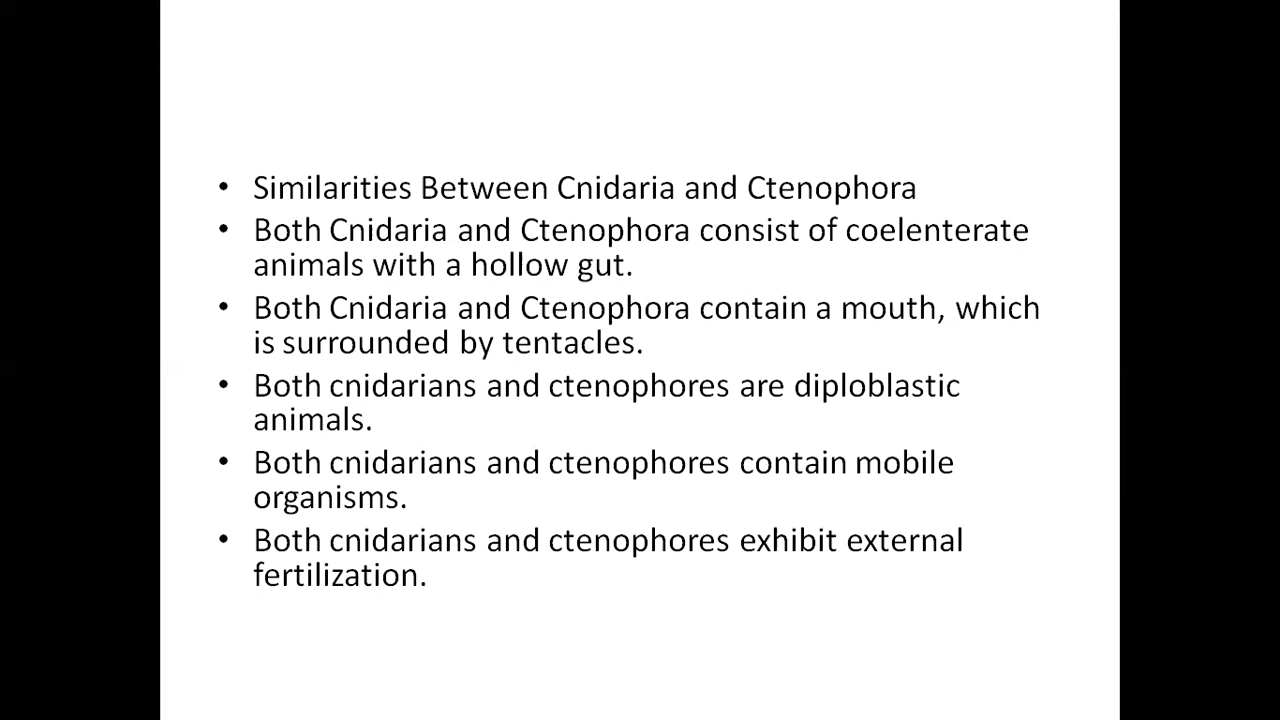 • Similarities Between Cnidaria and Ctenophora
• Both Cnidaria and Ctenophora consist of coelenterate
animals with a hollow gut.
• Both Cnidaria and Ctenophora contain a mouth, which
is surrounded by tentacles.
• Both cnidarians and ctenophores are diploblastic
animals.
• Both cnidarians and ctenophores contain mobile
organisms.
• Both cnidarians and ctenophores exhibit external
fertilization.